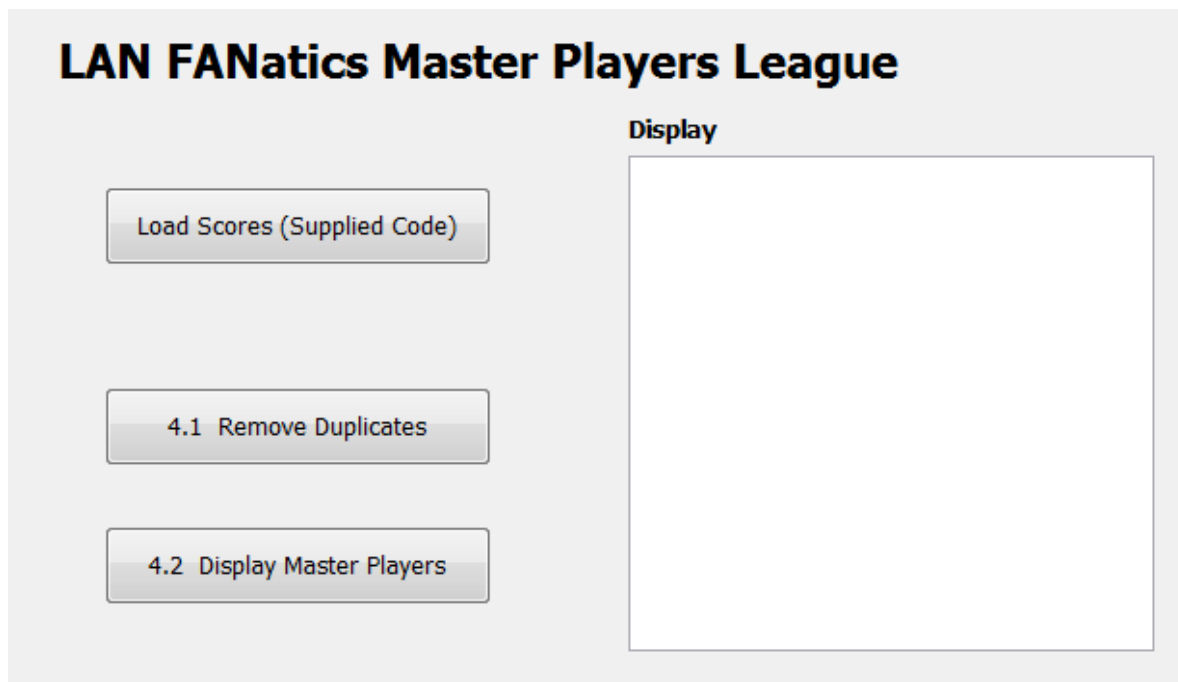 LAN FANatics Master Players League
Display
Load Scores (Supplied Code)
4.1 Remove Duplicates
4.2 Display Master Players